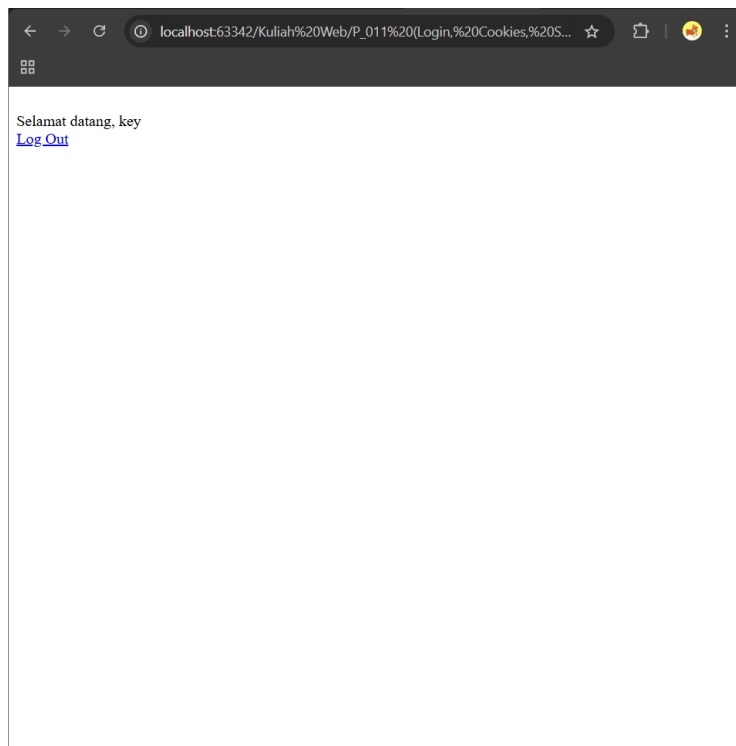 localhost:63342/Kuliah%20Web/P_011%20(Login,%20Cookies,%20S...
Selamat datang, key
Log Out